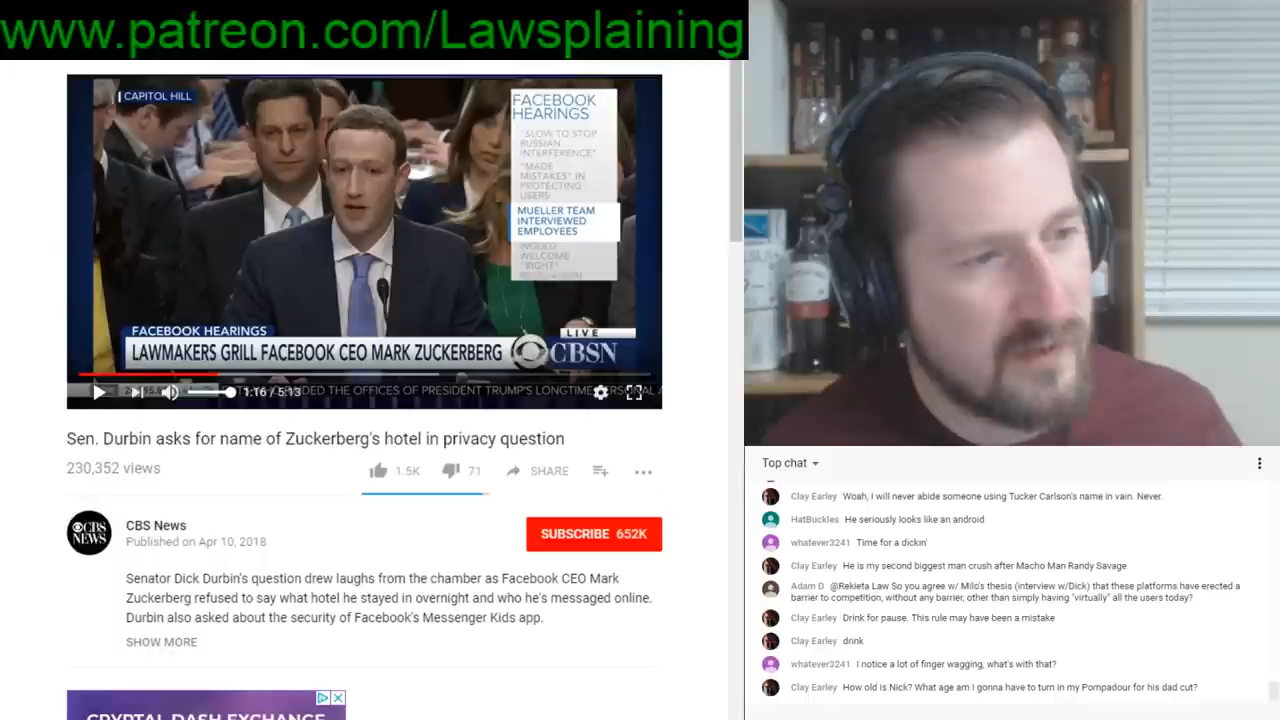 www.patreon.com/Lawsplaining
CAPITOL HILL
FACEBOOK
HEARINGS
"SLOW TO STOP
RUSSIAN
INTERFERENCE"
"MADE
MISTAKES" IN
PROTECTING
USERS
MUELLER TEAM
INTERVIEWED
EMPLOYEES
WOULD
WELCOME
"RIGHT"
FACEBOOK HEARINGS
LAWMAKERS GRILL FACEBOOK CEO MARK ZUCKERBERG
LIVE
CBSN
1:16 / 5:13
THE OFFICES OF PRESIDENT TRUMP'S LONGTIME
Sen. Durbin asks for name of Zuckerberg's hotel in privacy question
230,352 views
1.5K
71
SHARE
CBS NEWS
CBS News
Published on Apr 10, 2018
SUBSCRIBE 652K
Senator Dick Durbin's question drew laughs from the chamber as Facebook CEO Mark
Zuckerberg refused to say what hotel he stayed in overnight and who he's messaged online.
Durbin also asked about the security of Facebook's Messenger Kids app.
SHOW MORE
CRYPTAL DASH EXCHANGE
Top chat
Clay Earley Woah, I will never abide someone using Tucker Carlson's name in vain. Never.
HatBuckles He seriously looks like an android
whatever3241 Time for a dickin'
Clay Earley He is my second biggest man crush after Macho Man Randy Savage
Adam D @Rekieta Law So you agree w/ Milo's thesis (interview w/Dick) that these platforms have erected a
barrier to competition, without any barrier, other than simply having "virtually" all the users today?
Clay Earley Drink for pause. This rule may have been a mistake
Clay Earley drink
whatever3241 I notice a lot of finger wagging, what's with that?
Clay Earley How old is Nick? What age am I gonna have to turn in my Pompadour for his dad cut?